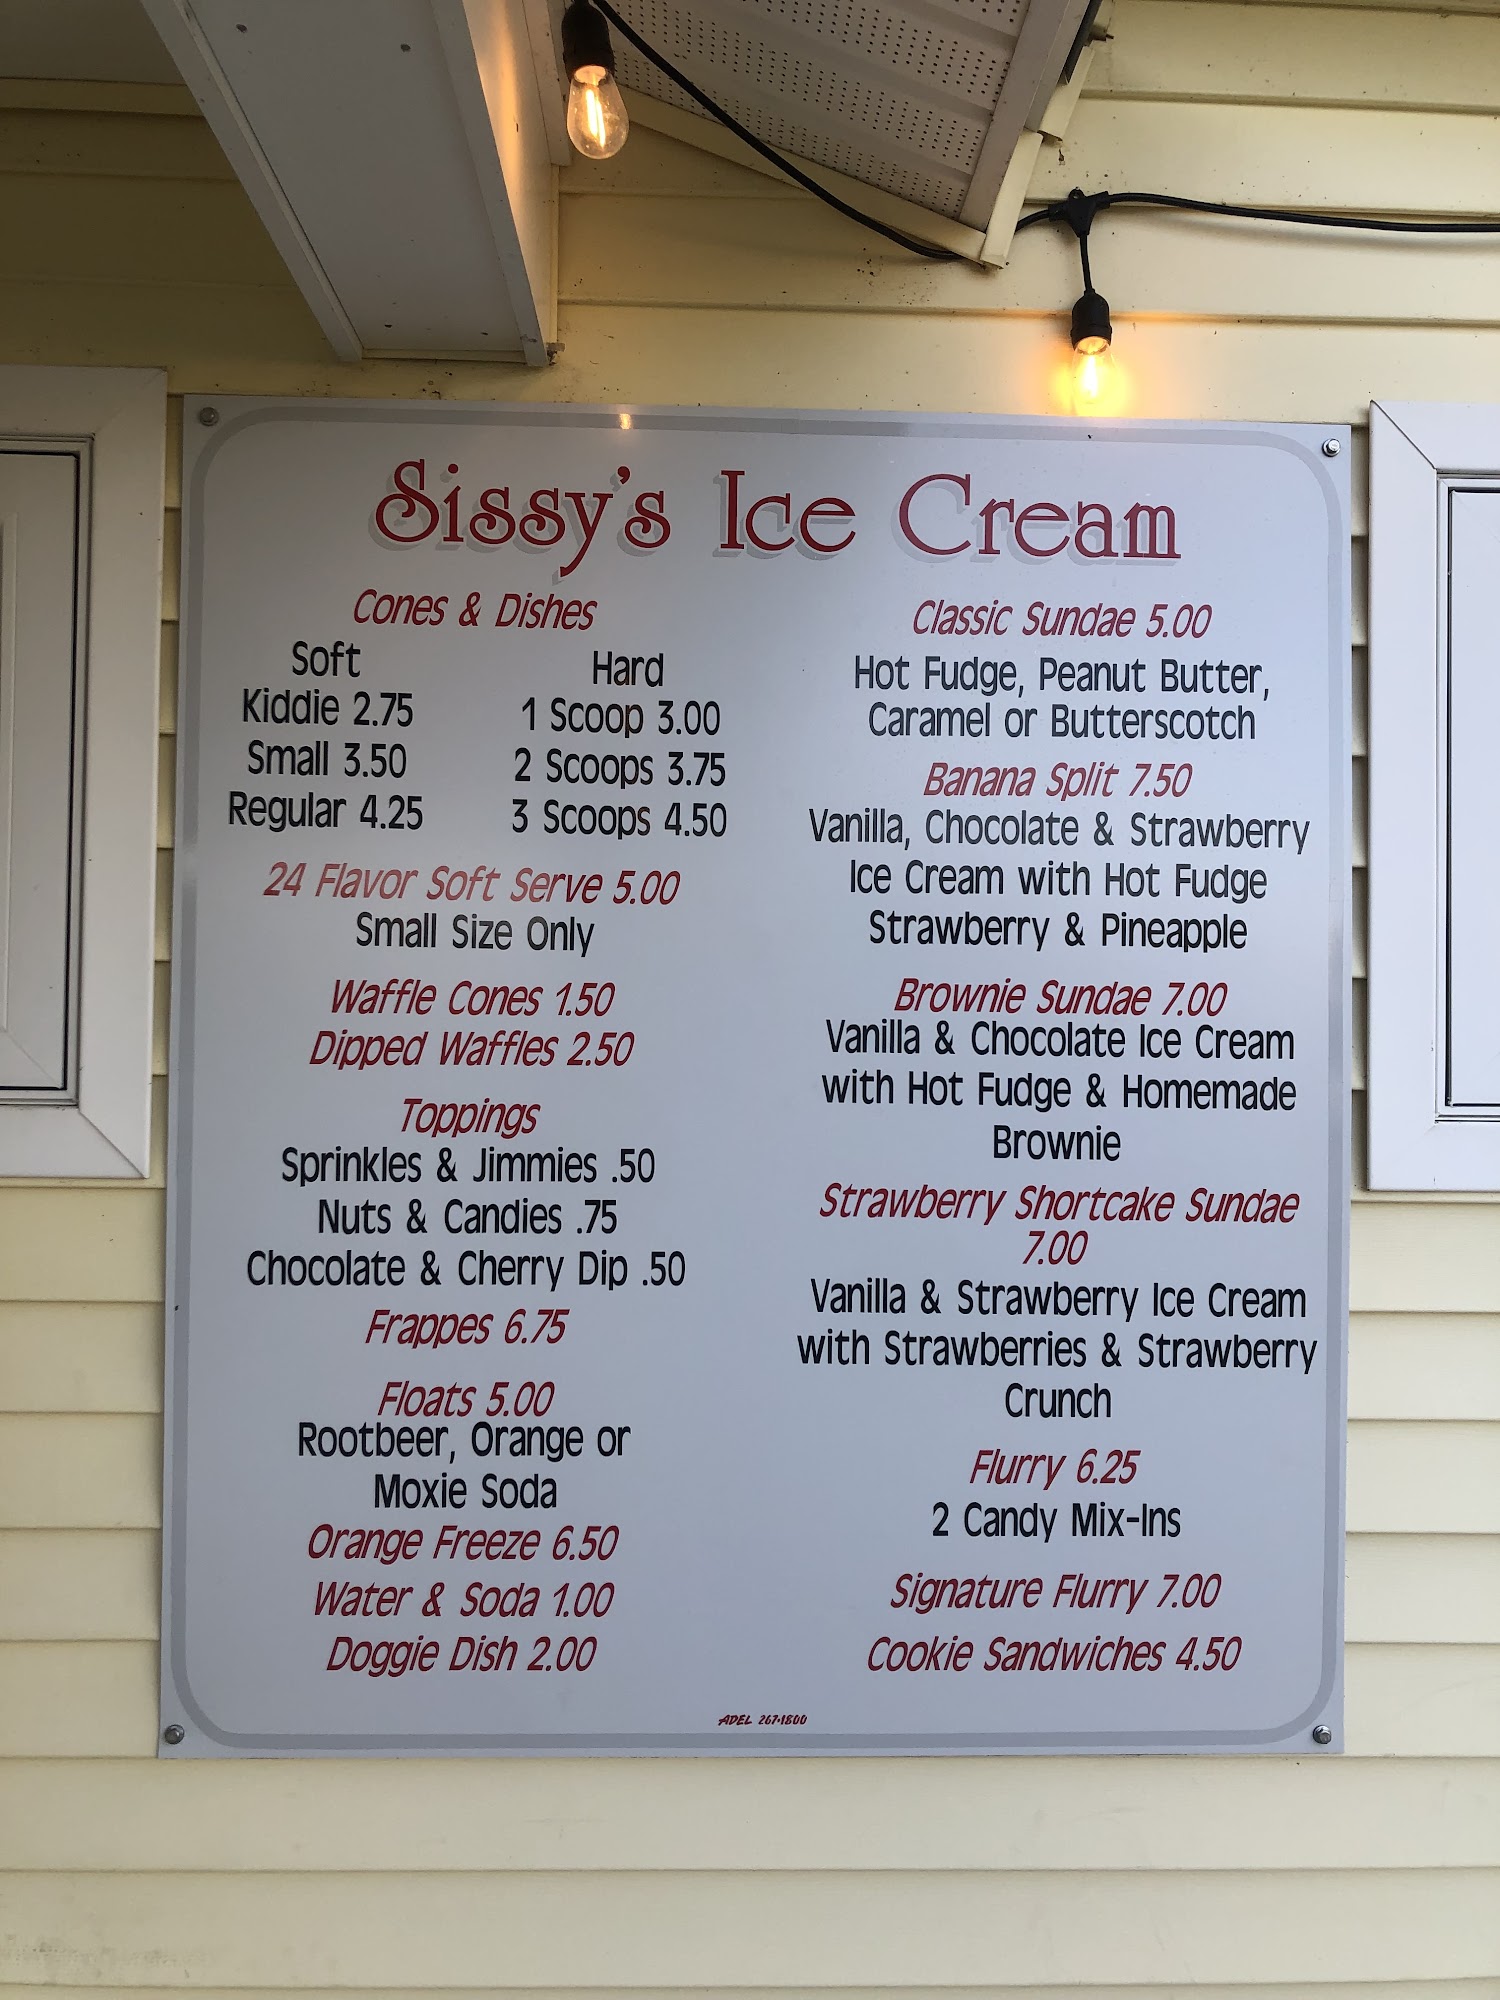 Sissy's Ice Cream
Cones & Dishes
Soft
Kiddie 2.75
Small 3.50
Regular 4.25
Hard
1 Scoop 3.00
2 Scoops 3.75
3 Scoops 4.50
24 Flavor Soft Serve 5.00
Small Size Only
Waffle Cones 1.50
Dipped Waffles 2.50
Toppings
Sprinkles & Jimmies .50
Nuts & Candies .75
Chocolate & Cherry Dip .50
Frappes 6.75
Floats 5.00
Rootbeer, Orange or
Moxie Soda
Orange Freeze 6.50
Water & Soda 1.00
Doggie Dish 2.00
Classic Sundae 5.00
Hot Fudge, Peanut Butter,
Caramel or Butterscotch
Banana Split 7.50
Vanilla, Chocolate & Strawberry
Ice Cream with Hot Fudge
Strawberry & Pineapple
Brownie Sundae 7.00
Vanilla & Chocolate Ice Cream
with Hot Fudge & Homemade
Brownie
Strawberry Shortcake Sundae
7.00
Vanilla & Strawberry Ice Cream
with Strawberries & Strawberry
Crunch
Flurry 6.25
2 Candy Mix-Ins
Signature Flurry 7.00
Cookie Sandwiches 4.50
ADEL 267-1800